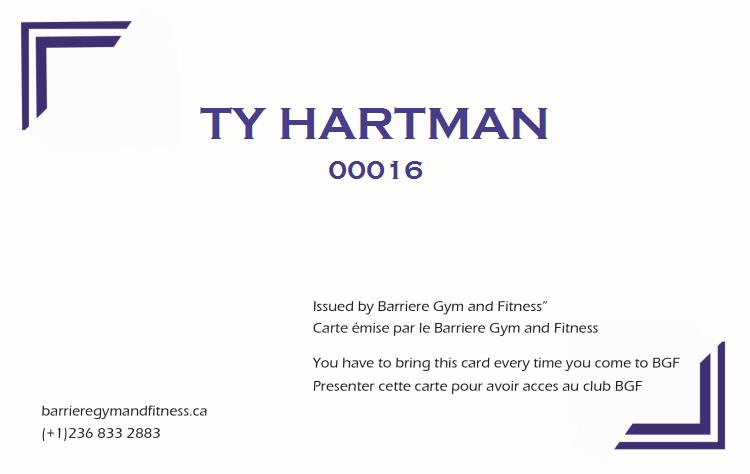 TY HARTMAN
00016
Issued by Barriere Gym and Fitness”
Carte émise par le Barriere Gym and Fitness
You have to bring this card every time you come to BGF
Presenter cette carte pour avoir acces au club BGF
barrieregymandfitness.ca
(+1)236 833 2883